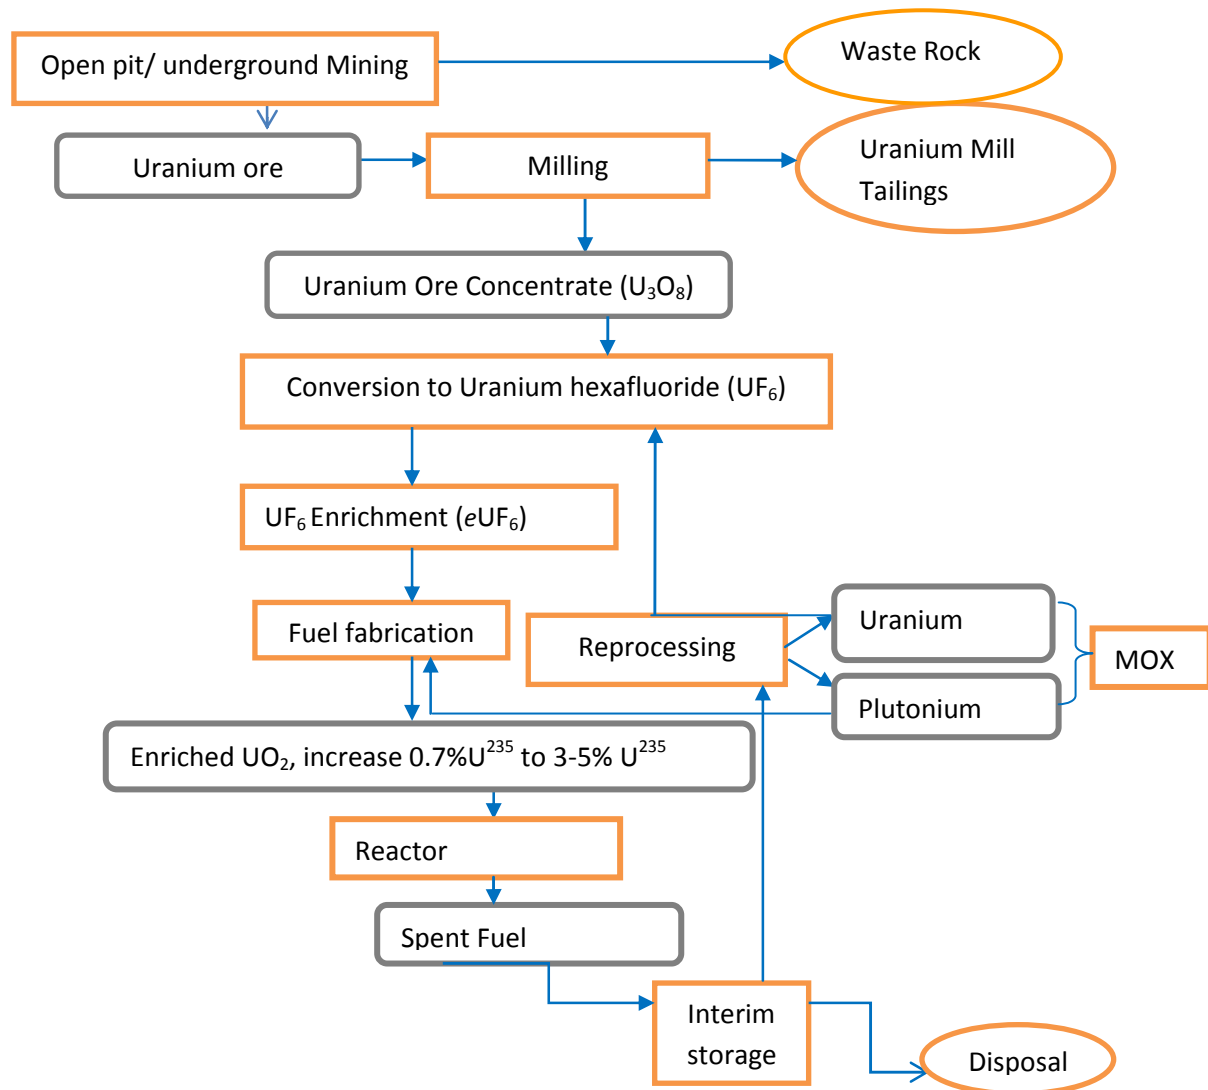 Open pit/ underground Mining
Waste Rock
Uranium ore
Milling
Uranium Mill
Tailings
Uranium Ore Concentrate (U₃O₈)
Conversion to Uranium hexafluoride (UF₆)
UF₆ Enrichment (eUF₆)
Fuel fabrication
Reprocessing
Uranium
MOX
Plutonium
Enriched UO₂, increase 0.7%U²³⁵ to 3-5% U²³⁵
Reactor
Spent Fuel
Interim
storage
Disposal